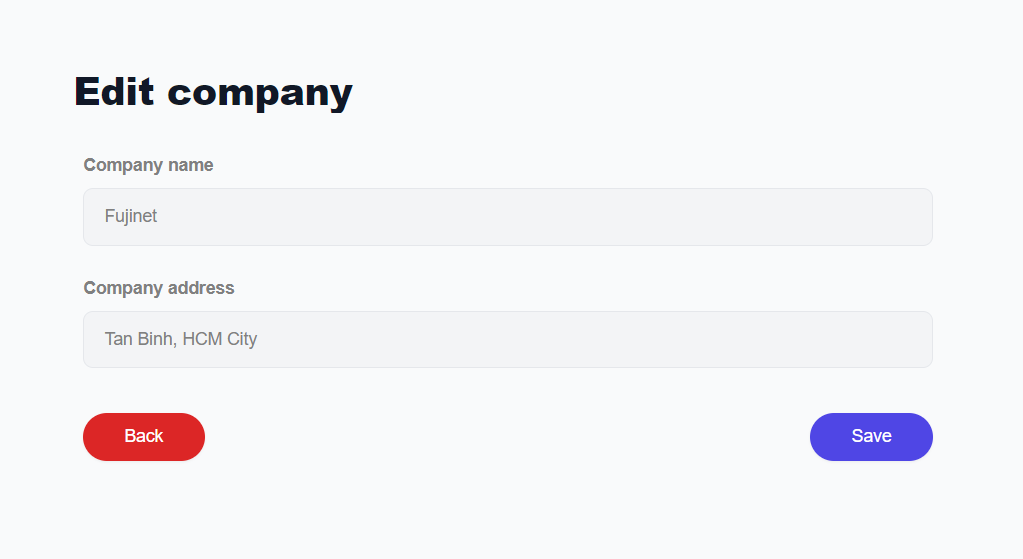 Edit company
Company name
Fujinet
Company address
Tan Binh, HCM City
Back
Save